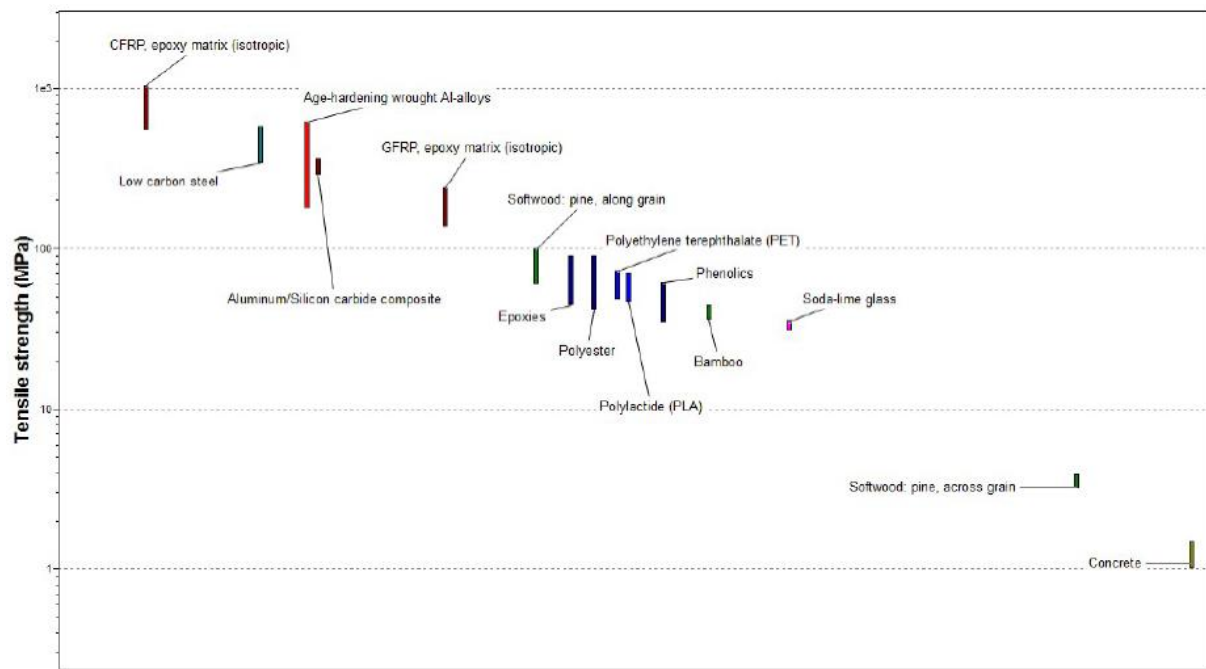 CFRP, epoxy matrix (isotropic)
1e3
Age-hardening wrought Al-alloys
GFRP, epoxy matrix (isotropic)
Low carbon steel
Softwood: pine, along grain
Polyethylene terephthalate (PET)
100
Phenolics
Aluminum/Silicon carbide composite
Soda-lime glass
Epoxies
Polyester
Bamboo
Polylactide (PLA)
10
Tensile strength (MPa)
Softwood: pine, across grain
Concrete
1